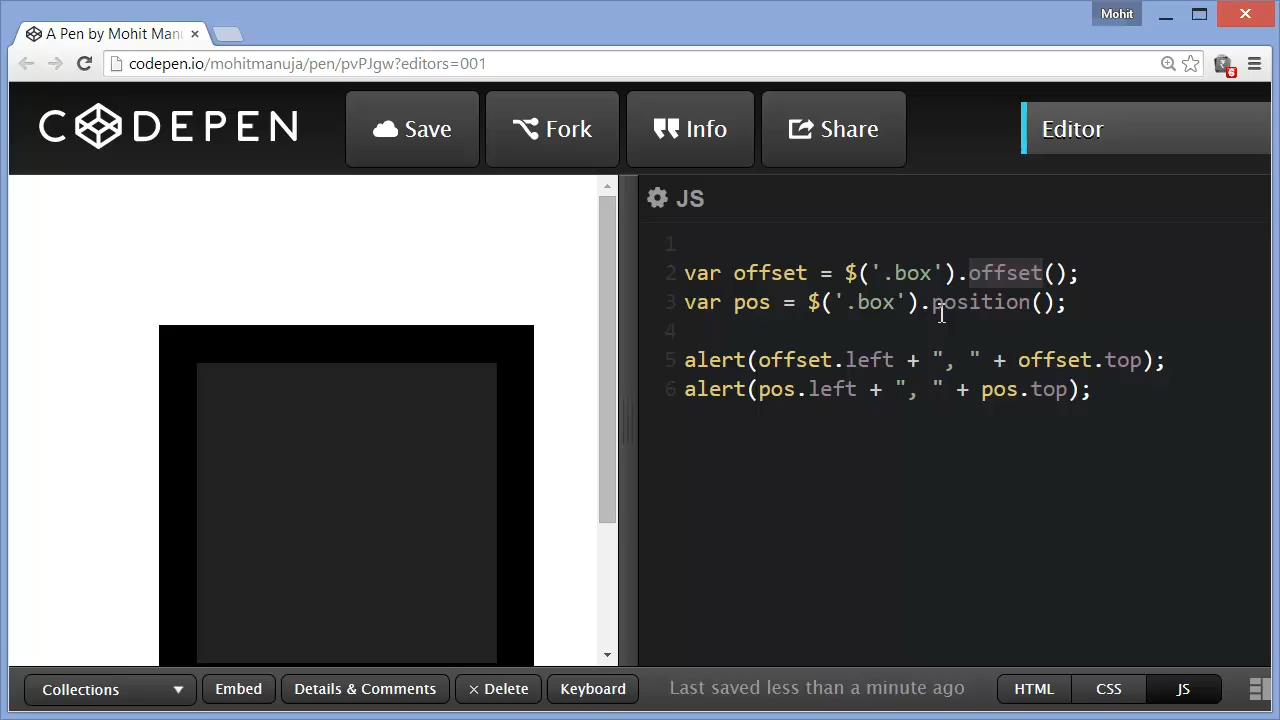 Mohit
A Pen by Mohit Manu
codepen.io/mohitmanuja/pen/pvPJgw?editors=001
6
CODEPEN
Save
Fork
Info
Share
Editor
JS
1
2 var offset = $('.box').offset();
3 var pos = $('.box').position();
4
5 alert(offset.left + ", " + offset.top);
6 alert(pos.left + ", " + pos.top);
Collections
Embed
Details & Comments
× Delete
Keyboard
Last saved less than a minute ago
HTML
CSS
JS